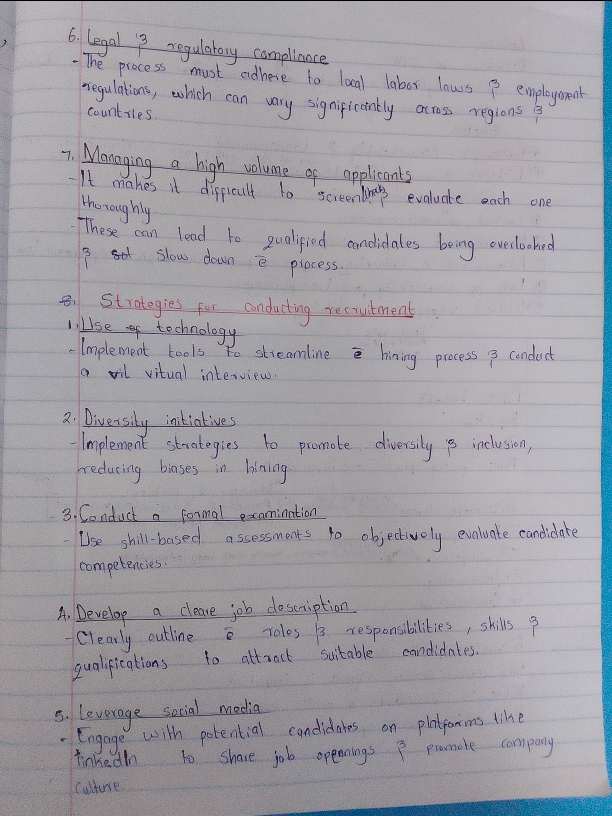 6. Legal & regulatory compliance
- The process must adhere to local labor laws & employment
regulations, which can vary significantly across regions &
countries.
7. Managing a high volume of applicants
- It makes it difficult to screen & evaluate each one
thoroughly
- These can lead to qualified candidates being overlooked
& slow down ē process.
8. Strategies for conducting recruitment
1. Use of technology
- Implement tools to streamline ē hiring process & conduct
a vitual interview.
2. Diversity initiatives
- Implement strategies to promote diversity & inclusion,
reducing biases in hining
3. Conduct a formal examination
- Use skill-based assessments to objectively evaluate candidate
competencies.
4. Develop a cleare job description
- Clearly outline ē roles & responsibilities, skills &
qualifications to attract suitable candidates.
5. Leverage social media
- Engage with potential candidates on platforms like
linkedIn to share job openings & promote company
culture.